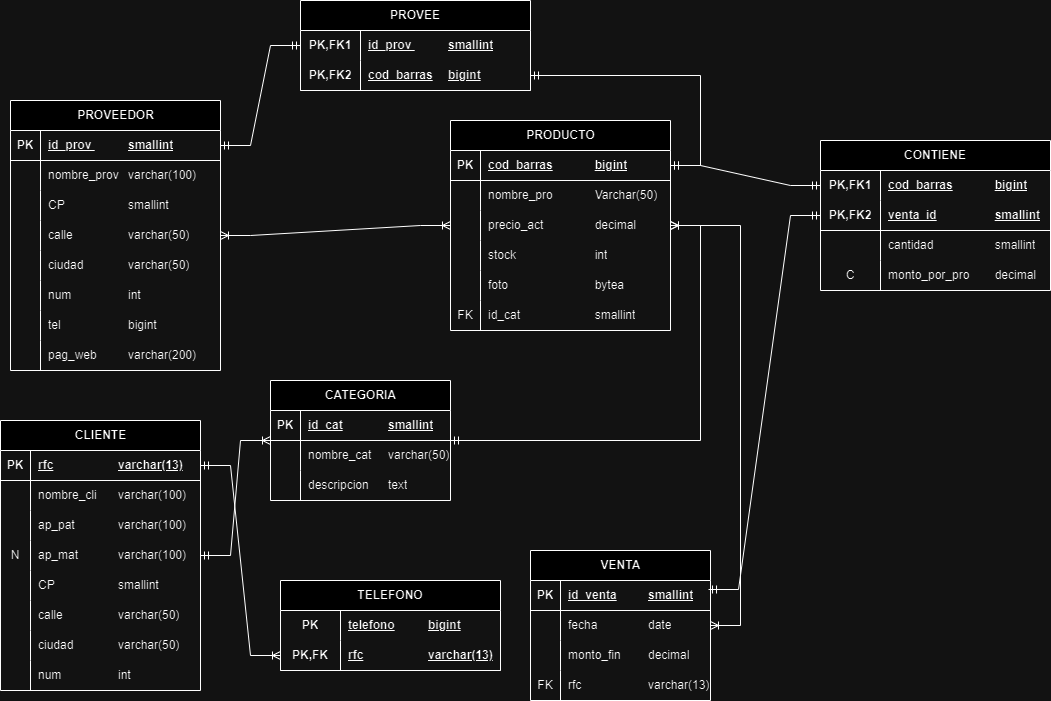 PROVEE
PK,FK1 id_prov smallint
PK,FK2 cod_barras bigint
PROVEEDOR
PK id_prov smallint
nombre_prov varchar(100)
CP smallint
calle varchar(50)
ciudad varchar(50)
num int
tel bigint
pag_web varchar(200)
PRODUCTO
PK cod_barras bigint
nombre_pro Varchar(50)
precio_act decimal
stock int
foto bytea
FK id_cat smallint
CONTIENE
PK,FK1 cod_barras bigint
PK,FK2 venta_id smallint
cantidad smallint
C monto_por_pro decimal
CATEGORIA
PK id_cat smallint
nombre_cat varchar(50)
descripcion text
CLIENTE
PK rfc varchar(13)
nombre_cli varchar(100)
ap_pat varchar(100)
N ap_mat varchar(100)
CP smallint
calle varchar(50)
ciudad varchar(50)
num int
TELEFONO
PK telefono bigint
PK,FK rfc varchar(13)
VENTA
PK id_venta smallint
fecha date
monto_fin decimal
FK rfc varchar(13)